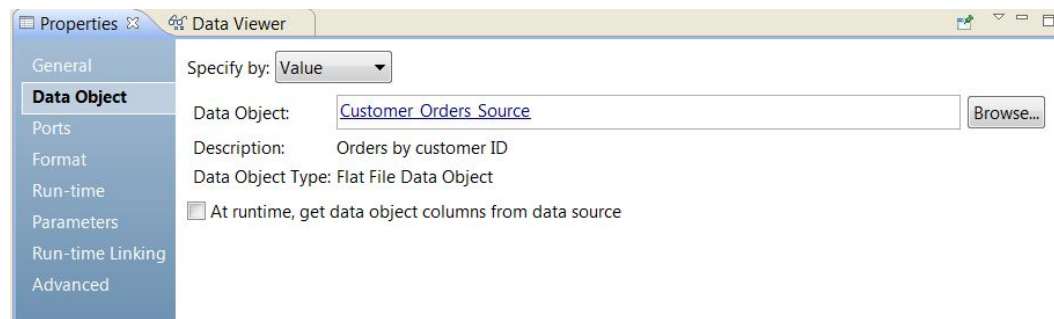 Properties Data Viewer
General
Data Object
Ports
Format
Run-time
Parameters
Run-time Linking
Advanced
Specify by: Value
Data Object: Customer_Orders_Source Browse...
Description: Orders by customer ID
Data Object Type: Flat File Data Object
At runtime, get data object columns from data source